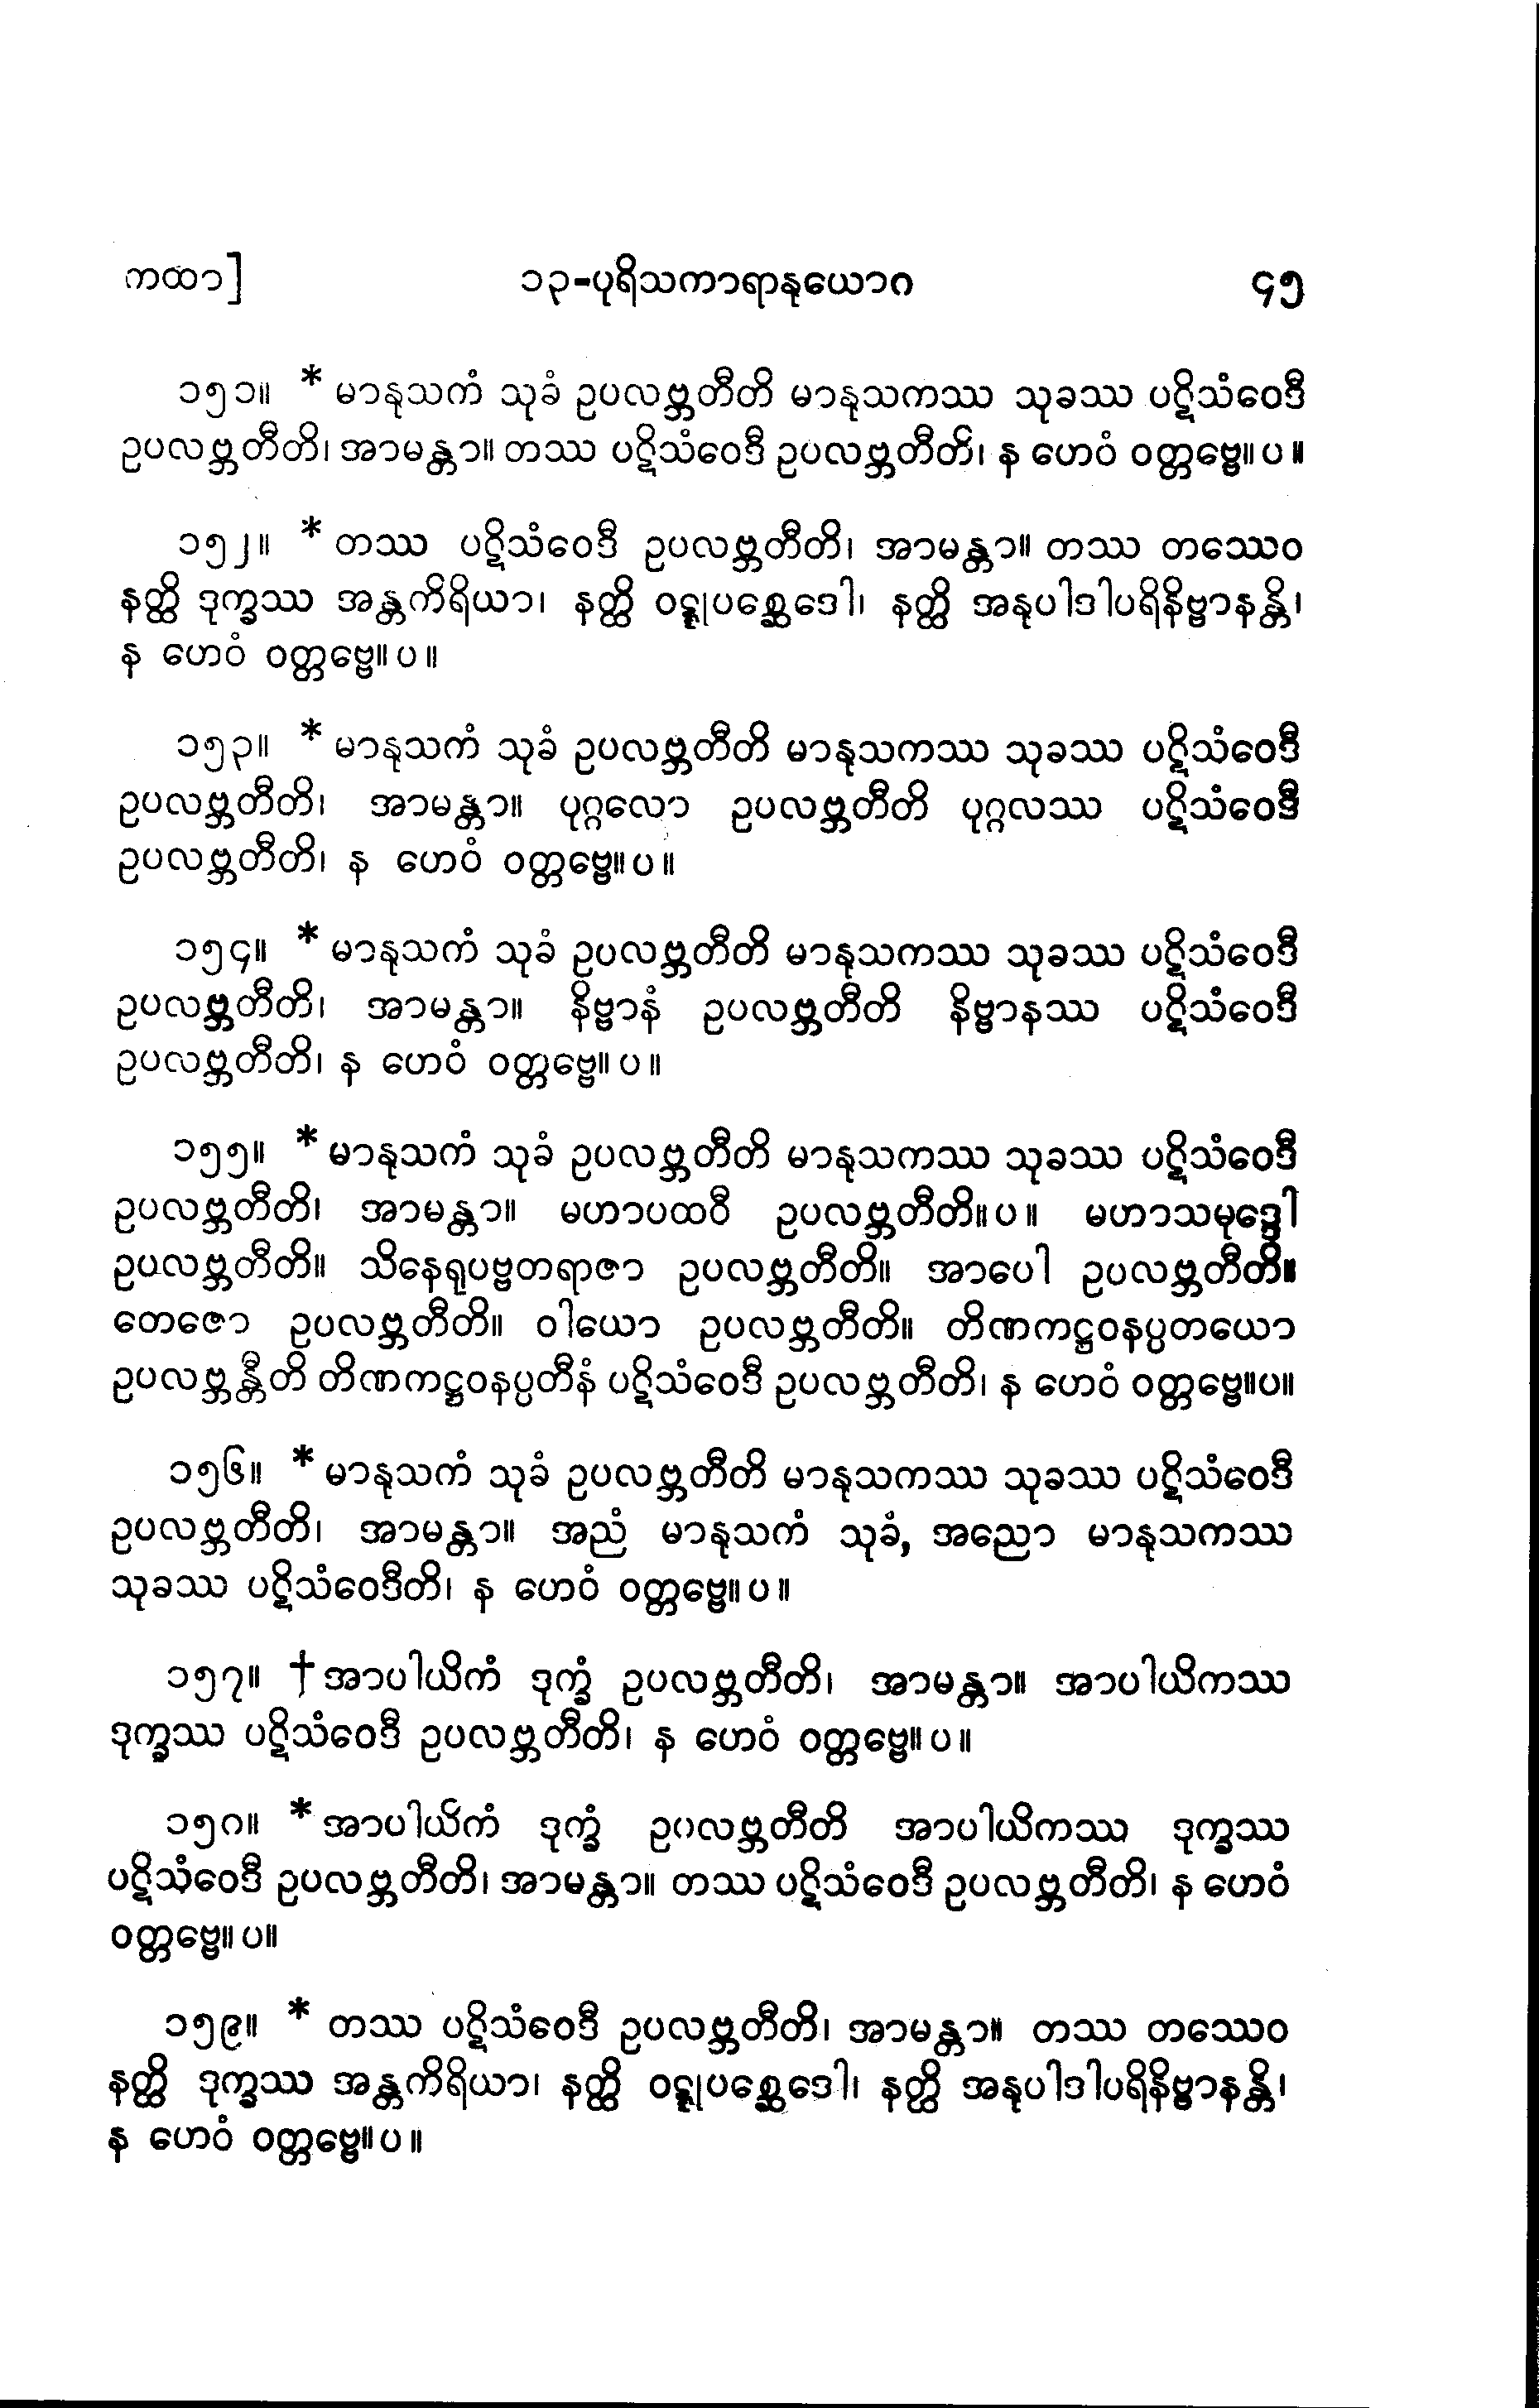 ကထာ] ၁၃-ပုရိသကာရာနုယောဂ ၄၅
၁၅၁။ * မာနုသကံ သုခံ ဥပလဗ္ဘတီတိ မာနုသကဿ သုခဿ ပဋိသံဝေဒီ
ဥပလဗ္ဘတီတိ၊ အာမန္တာ။ တဿ ပဋိသံဝေဒီ ဥပလဗ္ဘတီတိ၊ န ဟေဝံ ဝတ္တဗ္ဗေ။ ပ ။
၁၅၂။ * တဿ ပဋိသံဝေဒီ ဥပလဗ္ဘတီတိ၊ အာမန္တာ။ တဿ တဿေဝ
နတ္ထိ ဒုက္ခဿ အန္တကိရိယာ၊ နတ္ထိ ဝဋ္ဋုပစ္ဆေဒေါ၊ နတ္ထိ အနုပါဒါပရိနိဗ္ဗာနန္တိ၊
န ဟေဝံ ဝတ္တဗ္ဗေ။ ပ ။
၁၅၃။ * မာနုသကံ သုခံ ဥပလဗ္ဘတီတိ မာနုသကဿ သုခဿ ပဋိသံဝေဒီ
ဥပလဗ္ဘတီတိ၊ အာမန္တာ။ ပုဂ္ဂလော ဥပလဗ္ဘတီတိ ပုဂ္ဂလဿ ပဋိသံဝေဒီ
ဥပလဗ္ဘတီတိ၊ န ဟေဝံ ဝတ္တဗ္ဗေ။ ပ ။
၁၅၄။ * မာနုသကံ သုခံ ဥပလဗ္ဘတီတိ မာနုသကဿ သုခဿ ပဋိသံဝေဒီ
ဥပလဗ္ဘတီတိ၊ အာမန္တာ။ နိဗ္ဗာနံ ဥပလဗ္ဘတီတိ နိဗ္ဗာနဿ ပဋိသံဝေဒီ
ဥပလဗ္ဘတီတိ၊ န ဟေဝံ ဝတ္တဗ္ဗေ။ ပ ။
၁၅၅။ * မာနုသကံ သုခံ ဥပလဗ္ဘတီတိ မာနုသကဿ သုခဿ ပဋိသံဝေဒီ
ဥပလဗ္ဘတီတိ၊ အာမန္တာ။ မဟာပထဝီ ဥပလဗ္ဘတီတိ။ ပ ။ မဟာသမုဒ္ဒေါ
ဥပလဗ္ဘတီတိ။ သိနေရုပဗ္ဗတရာဇာ ဥပလဗ္ဘတီတိ။ အာပေါ ဥပလဗ္ဘတီတိ။
တေဇော ဥပလဗ္ဘတီတိ။ ဝါယော ဥပလဗ္ဘတီတိ။ တိဏကဋ္ဌဝနပ္ပတယော
ဥပလဗ္ဘန္တီတိ တိဏကဋ္ဌဝနပ္ပတီနံ ပဋိသံဝေဒီ ဥပလဗ္ဘတီတိ၊ န ဟေဝံ ဝတ္တဗ္ဗေ။ပ။
၁၅၆။ * မာနုသကံ သုခံ ဥပလဗ္ဘတီတိ မာနုသကဿ သုခဿ ပဋိသံဝေဒီ
ဥပလဗ္ဘတီတိ၊ အာမန္တာ။ အညံ မာနုသကံ သုခံ, အညော မာနုသကဿ
သုခဿ ပဋိသံဝေဒီတိ၊ န ဟေဝံ ဝတ္တဗ္ဗေ။ ပ ။
၁၅၇။ † အာပါယိကံ ဒုက္ခံ ဥပလဗ္ဘတီတိ၊ အာမန္တာ။ အာပါယိကဿ
ဒုက္ခဿ ပဋိသံဝေဒီ ဥပလဗ္ဘတီတိ၊ န ဟေဝံ ဝတ္တဗ္ဗေ။ ပ ။
၁၅၈။ * အာပါယိကံ ဒုက္ခံ ဥပလဗ္ဘတီတိ အာပါယိကဿ ဒုက္ခဿ
ပဋိသံဝေဒီ ဥပလဗ္ဘတီတိ၊ အာမန္တာ။ တဿ ပဋိသံဝေဒီ ဥပလဗ္ဘတီတိ၊ န ဟေဝံ
ဝတ္တဗ္ဗေ။ ပ။
၁၅၉။ * တဿ ပဋိသံဝေဒီ ဥပလဗ္ဘတီတိ၊ အာမန္တာ။ တဿ တဿေဝ
နတ္ထိ ဒုက္ခဿ အန္တကိရိယာ၊ နတ္ထိ ဝဋ္ဋုပစ္ဆေဒေါ၊ နတ္ထိ အနုပါဒါပရိနိဗ္ဗာနန္တိ၊
န ဟေဝံ ဝတ္တဗ္ဗေ။ ပ ။